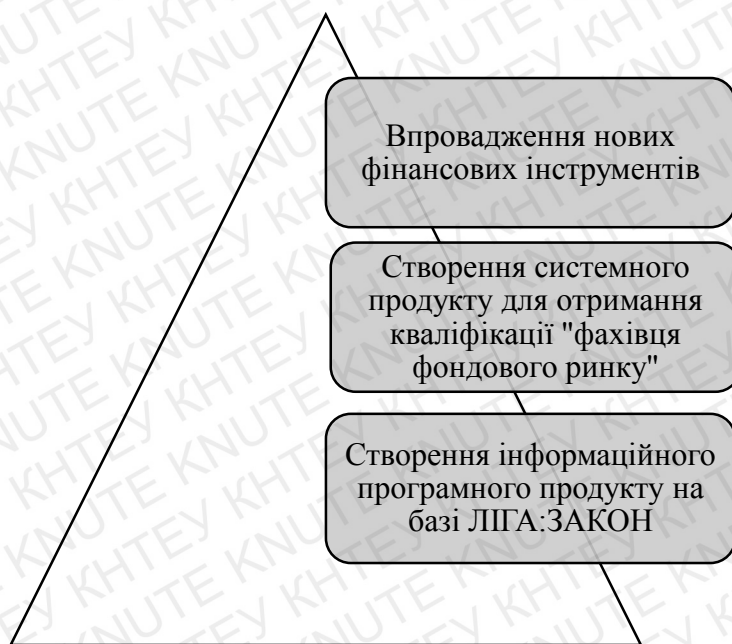 Впровадження нових
фінансових інструментів
Створення системного
продукту для отримання
кваліфікації "фахівця
фондового ринку"
Створення інформаційного
програмного продукту на
базі ЛІГА:ЗАКОН